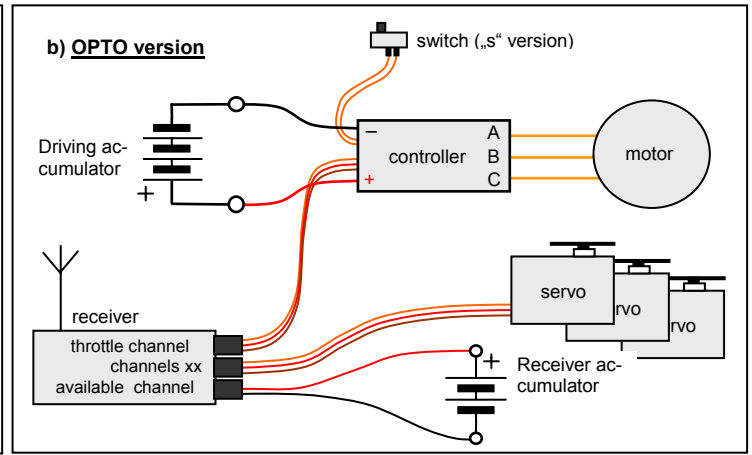 b) OPTO version
switch („s“ version)
Driving ac-
cumulator
+
−
+
controller
A
B
C
motor
receiver
throttle channel
channels xx
available channel
servo
rvo
rvo
+
Receiver ac-
cumulator